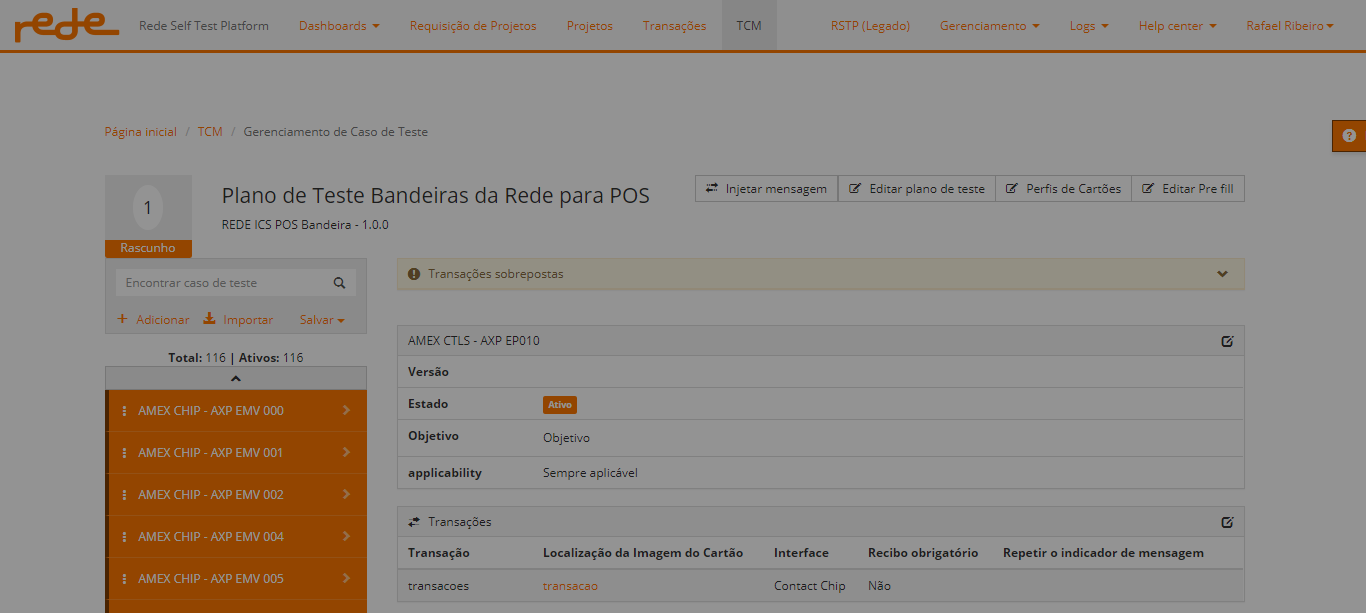 rede Rede Self Test Platform Dashboards Requisição de Projetos Projetos Transações TCM RSTP (Legado) Gerenciamento Logs Help center Rafael Ribeiro
Página inicial / TCM / Gerenciamento de Caso de Teste
1
Rascunho
Plano de Teste Bandeiras da Rede para POS
REDE ICS POS Bandeira - 1.0.0
Injetar mensagem Editar plano de teste Perfis de Cartões Editar Pre fill
Encontrar caso de teste
+ Adicionar Importar Salvar
Total: 116 | Ativos: 116
AMEX CHIP - AXP EMV 000
AMEX CHIP - AXP EMV 001
AMEX CHIP - AXP EMV 002
AMEX CHIP - AXP EMV 004
AMEX CHIP - AXP EMV 005
Transações sobrepostas
AMEX CTLS - AXP EP010
Versão
Estado Ativo
Objetivo Objetivo
applicability Sempre aplicável
Transações
Transação Localização da Imagem do Cartão Interface Recibo obrigatório Repetir o indicador de mensagem
transacoes transacao Contact Chip Não